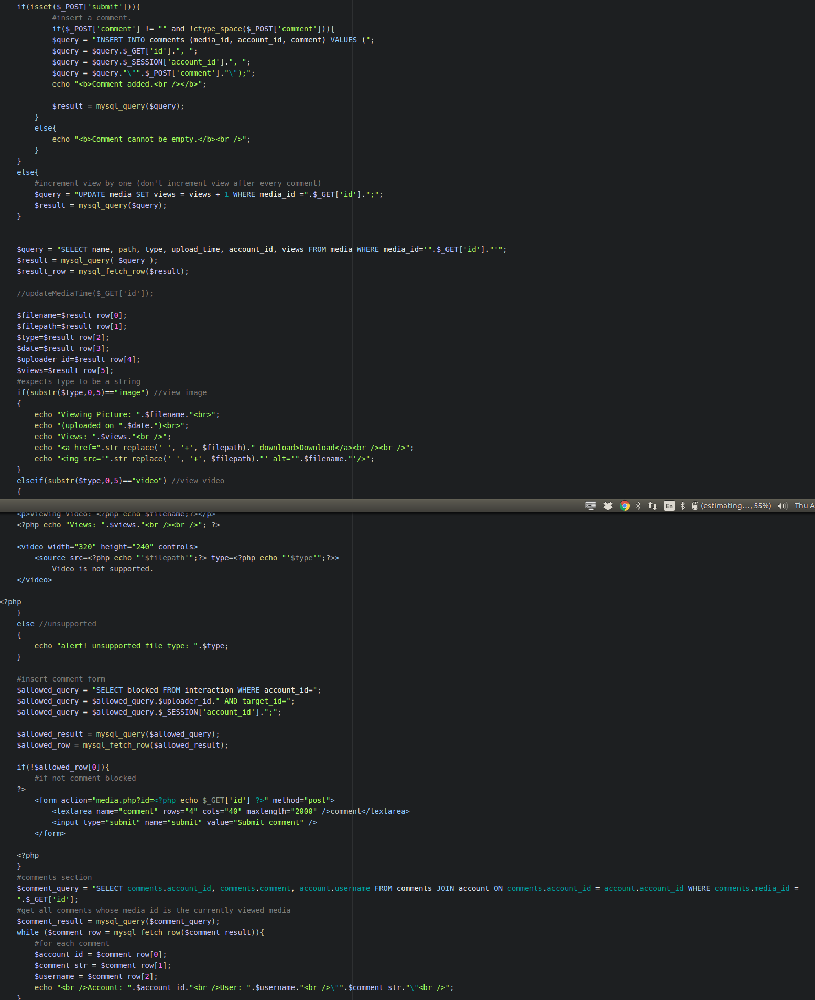 if(isset($_POST['submit'])){
#insert a comment.
if($_POST['comment'] != "" and !ctype_space($_POST['comment'])){
$query = "INSERT INTO comments (media_id, account_id, comment) VALUES (";
$query = $query.$_GET['id'].", ";
$query = $query.$_SESSION['account_id'].", ";
$query = $query."\"".$_POST['comment']."\");";
echo "<b>Comment added.<br /></b>";
$result = mysql_query($query);
}
else{
echo "<b>Comment cannot be empty.</b><br />";
}
}
else{
#increment view by one (don't increment view after every comment)
$query = "UPDATE media SET views = views + 1 WHERE media_id =".$_GET['id'].";";
$result = mysql_query($query);
}
$query = "SELECT name, path, type, upload_time, account_id, views FROM media WHERE media_id='".$_GET['id']."'";
$result = mysql_query( $query );
$result_row = mysql_fetch_row($result);
//updateMediaTime($_GET['id']);
$filename=$result_row[0];
$filepath=$result_row[1];
$type=$result_row[2];
$date=$result_row[3];
$uploader_id=$result_row[4];
$views=$result_row[5];
#expects type to be a string
if(substr($type,0,5)=="image") //view image
{
echo "Viewing Picture: ".$filename."<br>";
echo "(uploaded on ".$date.")<br>";
echo "Views: ".$views."<br />";
echo "<a href=".str_replace(' ', '+', $filepath)." download>Download</a><br /><br />";
echo "<img src='".str_replace(' ', '+', $filepath)."' alt='".$filename."'/>";
}
elseif(substr($type,0,5)=="video") //view video
{
En (estimating..., 55%) Thu A
<p>Viewing Video: <?php echo $filename;?></p>
<?php echo "Views: ".$views."<br /><br />"; ?>
<video width="320" height="240" controls>
<source src=<?php echo "'$filepath'";?> type=<?php echo "'$type'";?>>
Video is not supported.
</video>
<?php
}
else //unsupported
{
echo "alert! unsupported file type: ".$type;
}
#insert comment form
$allowed_query = "SELECT blocked FROM interaction WHERE account_id=";
$allowed_query = $allowed_query.$uploader_id." AND target_id=";
$allowed_query = $allowed_query.$_SESSION['account_id'].";";
$allowed_result = mysql_query($allowed_query);
$allowed_row = mysql_fetch_row($allowed_result);
if(!$allowed_row[0]){
#if not comment blocked
?>
<form action="media.php?id=<?php echo $_GET['id'] ?>" method="post">
<textarea name="comment" rows="4" cols="40" maxlength="2000" />comment</textarea>
<input type="submit" name="submit" value="Submit comment" />
</form>
<?php
}
#comments section
$comment_query = "SELECT comments.account_id, comments.comment, account.username FROM comments JOIN account ON comments.account_id = account.account_id WHERE comments.media_id =
".$_GET['id'];
#get all comments whose media id is the currently viewed media
$comment_result = mysql_query($comment_query);
while ($comment_row = mysql_fetch_row($comment_result)){
#for each comment
$account_id = $comment_row[0];
$comment_str = $comment_row[1];
$username = $comment_row[2];
echo "<br />Account: ".$account_id."<br />User: ".$username."<br />\"".$comment_str."\"<br />";
}